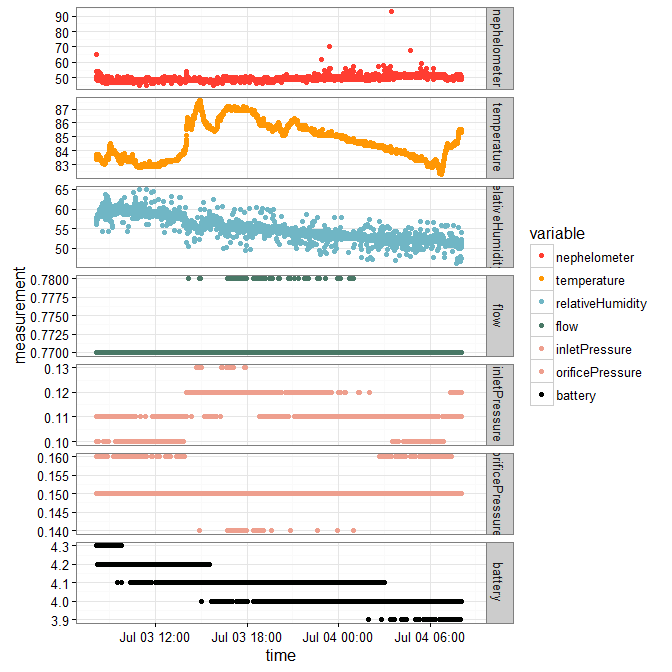 measurement
90
80
70
60
50
nephelometer
87
86
85
84
83
temperature
65
60
55
50
elativeHumidit
0.7800
0.7775
0.7750
0.7725
0.7700
flow
0.13
0.12
0.11
0.10
inletPressure
0.160
0.155
0.150
0.145
0.140
orificePressure
4.3
4.2
4.1
4.0
3.9
battery
Jul 03 12:00 Jul 03 18:00 Jul 04 00:00 Jul 04 06:00
time
variable
nephelometer
temperature
relativeHumidity
flow
inletPressure
orificePressure
battery